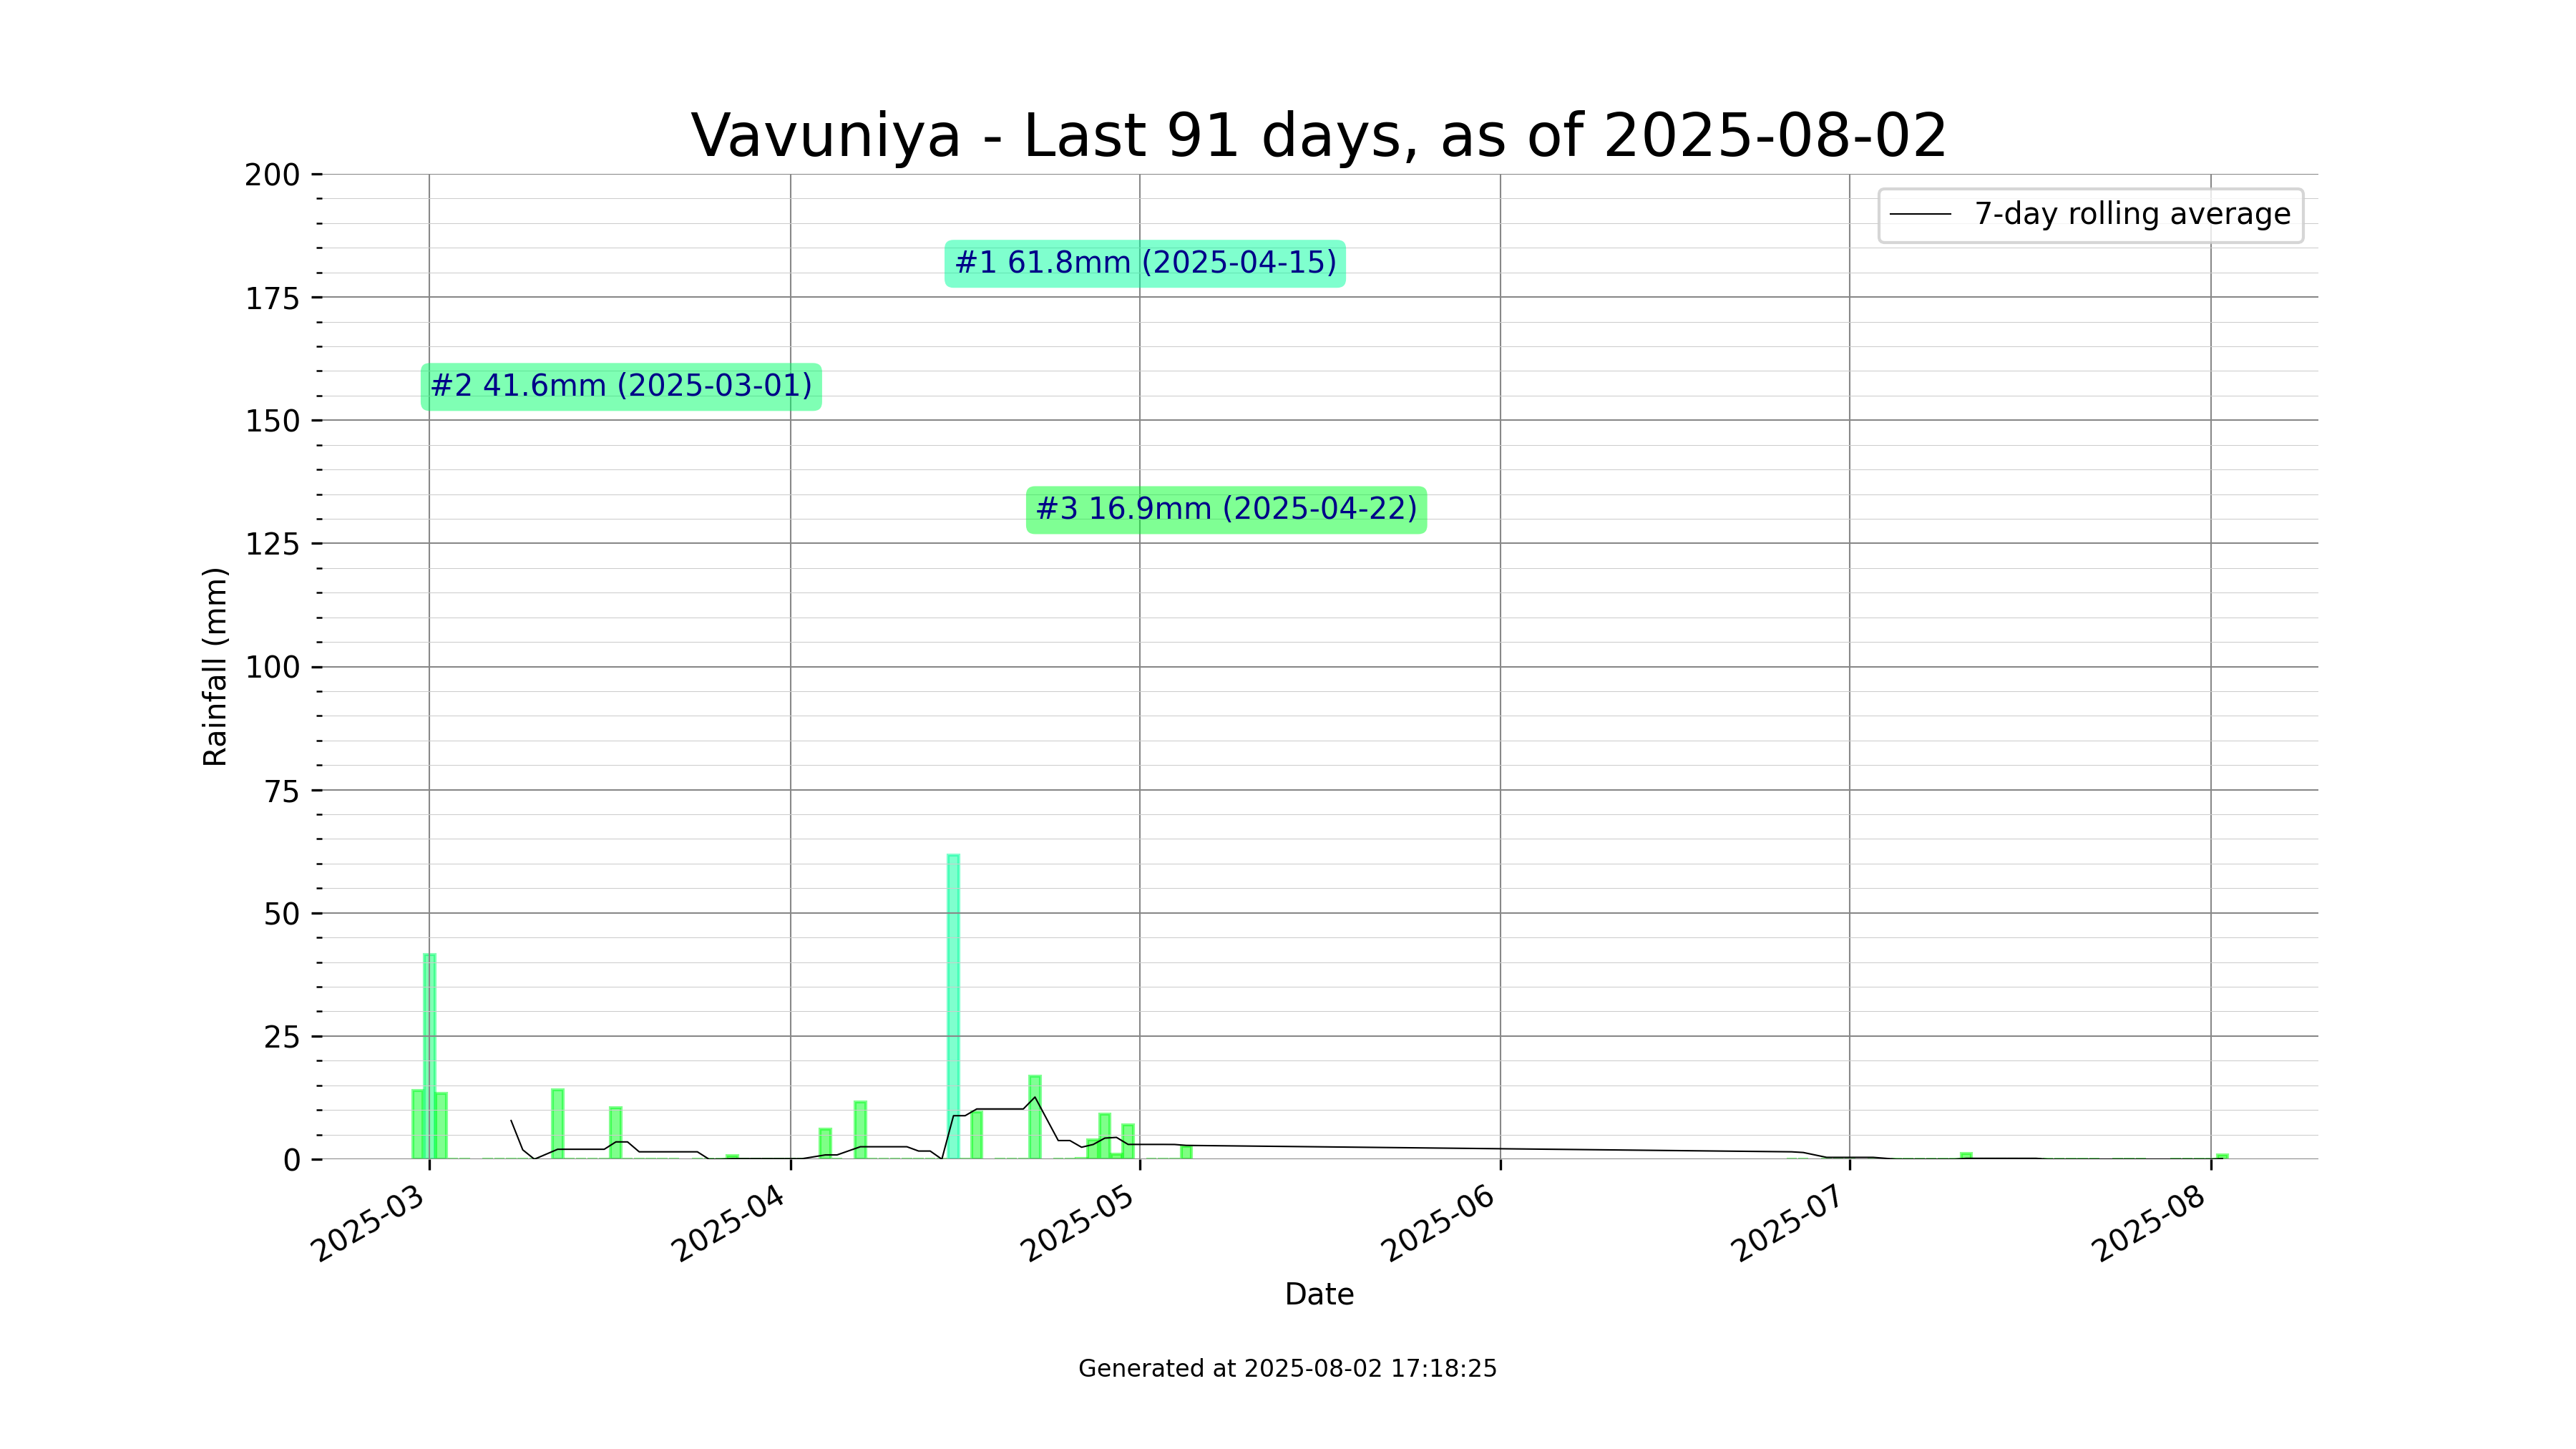 Vavuniya - Last 91 days, as of 2025-08-02
200
175
150
125
100
75
50
25
0
Rainfall (mm)
7-day rolling average
#1 61.8mm (2025-04-15)
#2 41.6mm (2025-03-01)
#3 16.9mm (2025-04-22)
2025-03
2025-04
2025-05
2025-06
2025-07
2025-08
Date
Generated at 2025-08-02 17:18:25